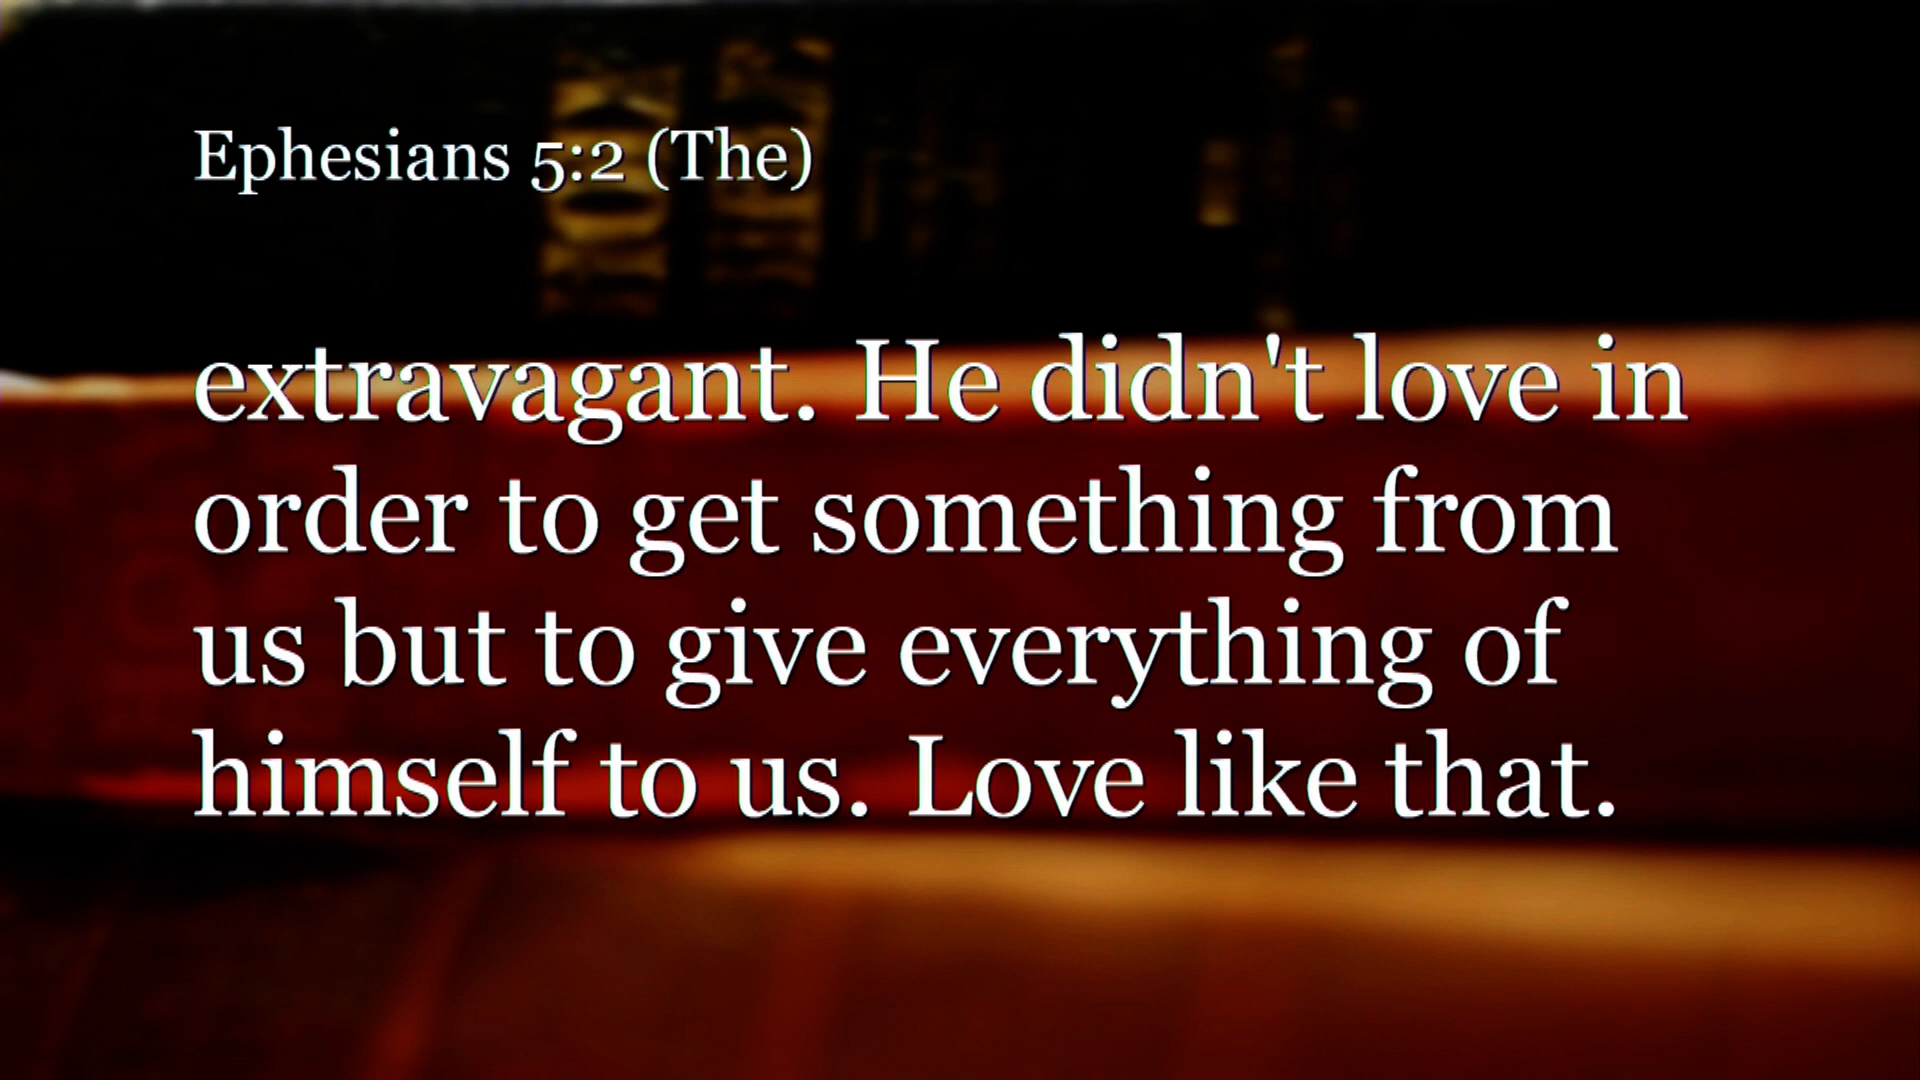 Ephesians 5:2 (The)
extravagant. He didn't love in
order to get something from
us but to give everything of
himself to us. Love like that.